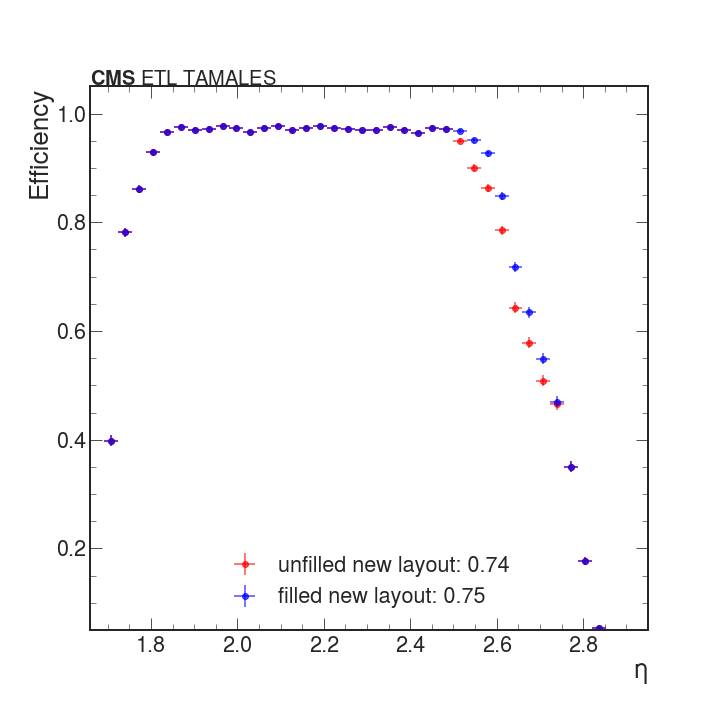 CMS ETL TAMALES
Efficiency
1.0
0.8
0.6
0.4
0.2
unfilled new layout: 0.74
filled new layout: 0.75
1.8 2.0 2.2 2.4 2.6 2.8
η